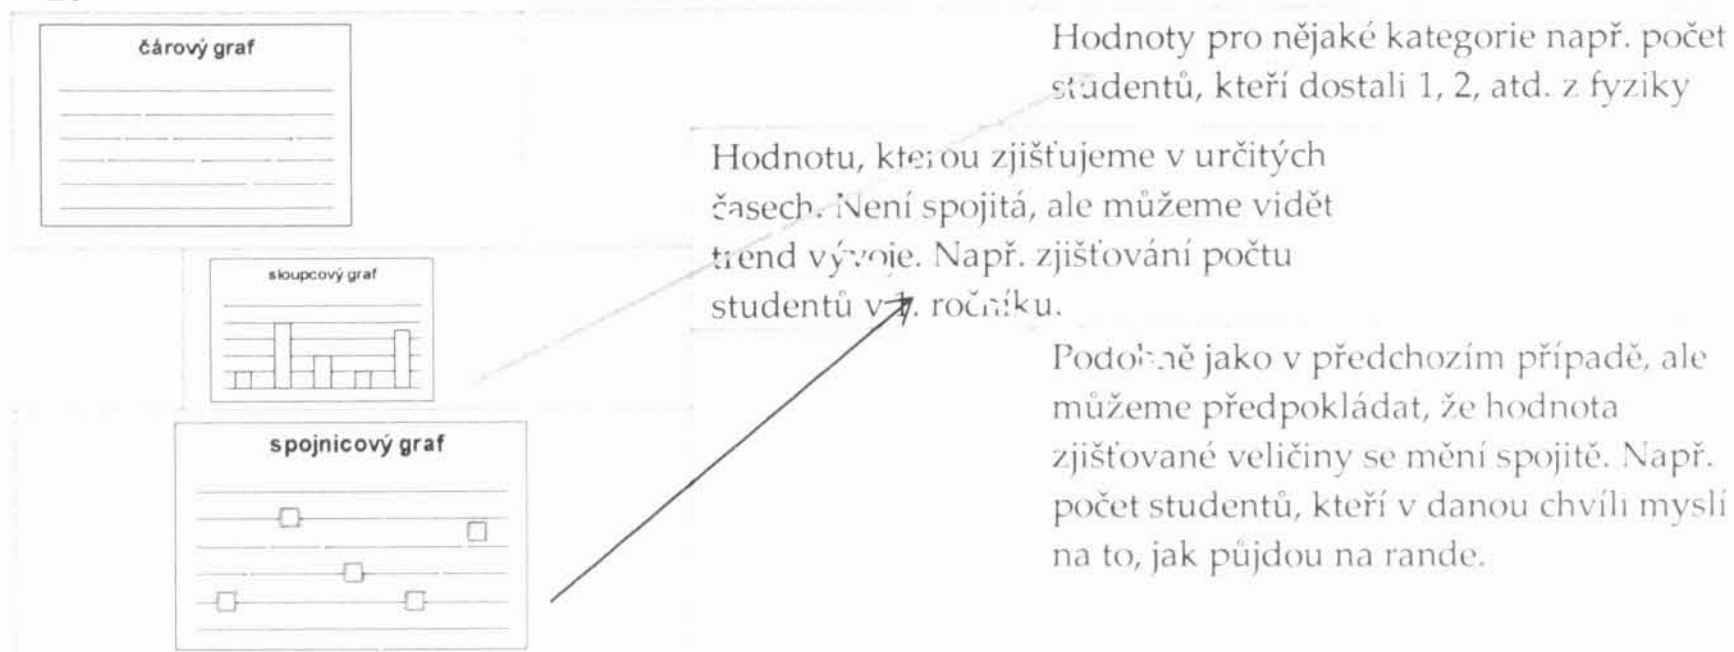 čárový graf
Hodnoty pro nějaké kategorie např. počet
studentů, kteří dostali 1, 2, atd. z fyziky
Hodnotu, kterou zjišťujeme v určitých
časech. Není spojitá, ale můžeme vidět
trend vývoje. Např. zjišťování počtu
studentů v 1. ročníku.
sloupcový graf
Podobně jako v předchozím případě, ale
můžeme předpokládat, že hodnota
zjišťované veličiny se mění spojitě. Např.
počet studentů, kteří v danou chvíli myslí
na to, jak půjdou na rande.
spojnicový graf